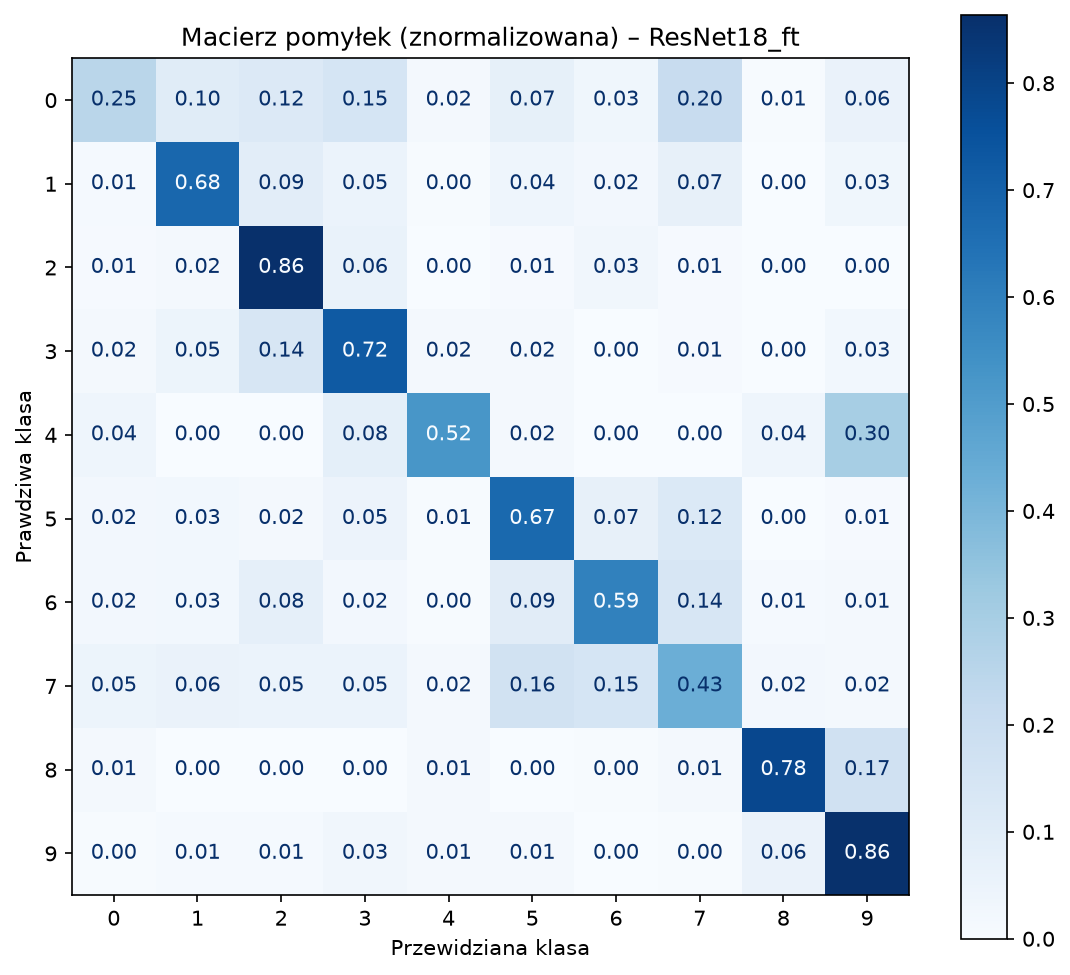 Macierz pomyłek (znormalizowana) – ResNet18_ft
0 0.25 0.10 0.12 0.15 0.02 0.07 0.03 0.20 0.01 0.06
1 0.01 0.68 0.09 0.05 0.00 0.04 0.02 0.07 0.00 0.03
2 0.01 0.02 0.86 0.06 0.00 0.01 0.03 0.01 0.00 0.00
3 0.02 0.05 0.14 0.72 0.02 0.02 0.00 0.01 0.00 0.03
4 0.04 0.00 0.00 0.08 0.52 0.02 0.00 0.00 0.04 0.30
5 0.02 0.03 0.02 0.05 0.01 0.67 0.07 0.12 0.00 0.01
6 0.02 0.03 0.08 0.02 0.00 0.09 0.59 0.14 0.01 0.01
7 0.05 0.06 0.05 0.05 0.02 0.16 0.15 0.43 0.02 0.02
8 0.01 0.00 0.00 0.00 0.01 0.00 0.00 0.01 0.78 0.17
9 0.00 0.01 0.01 0.03 0.01 0.01 0.00 0.00 0.06 0.86
0 1 2 3 4 5 6 7 8 9
Przewidziana klasa
Prawdziwa klasa
0.8
0.7
0.6
0.5
0.4
0.3
0.2
0.1
0.0